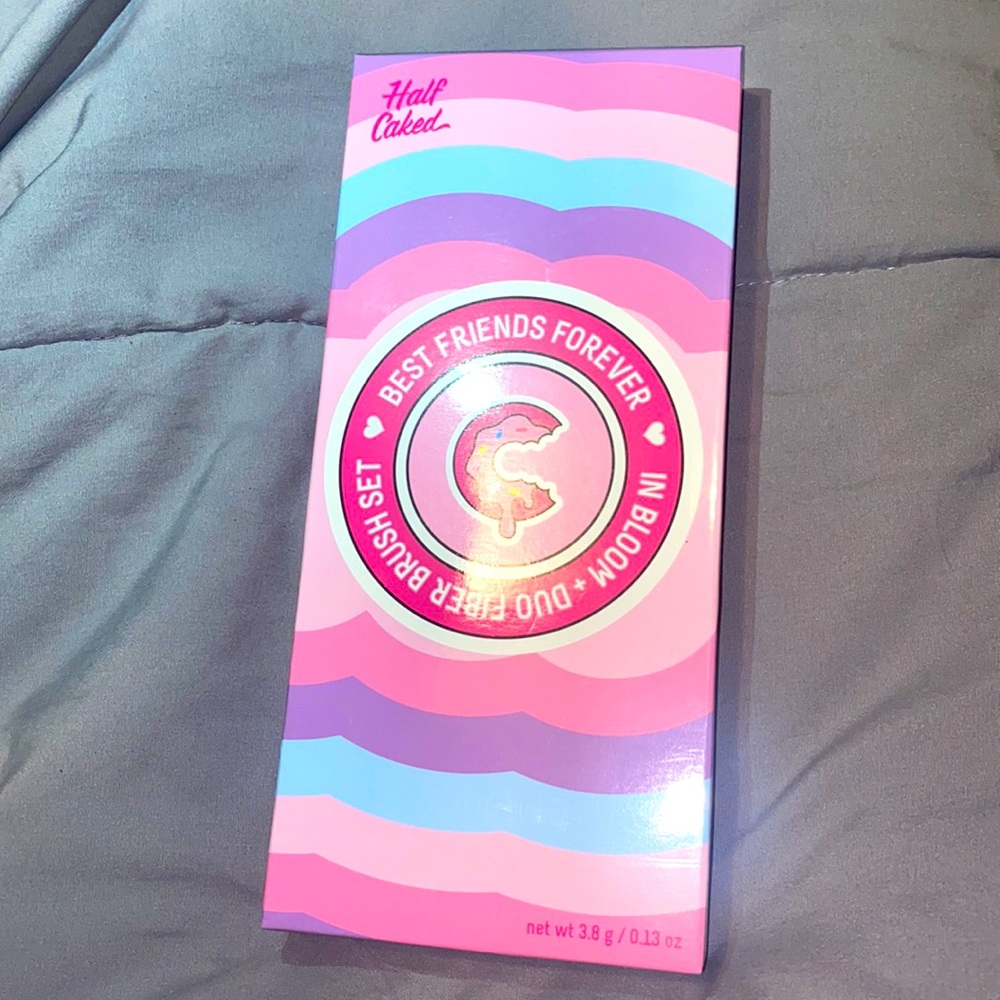 Half
Caked
BEST FRIENDS FOREVER
IN BLOOM + DUO FIBER BRUSH SET
net wt 3.8 g / 0.13 oz